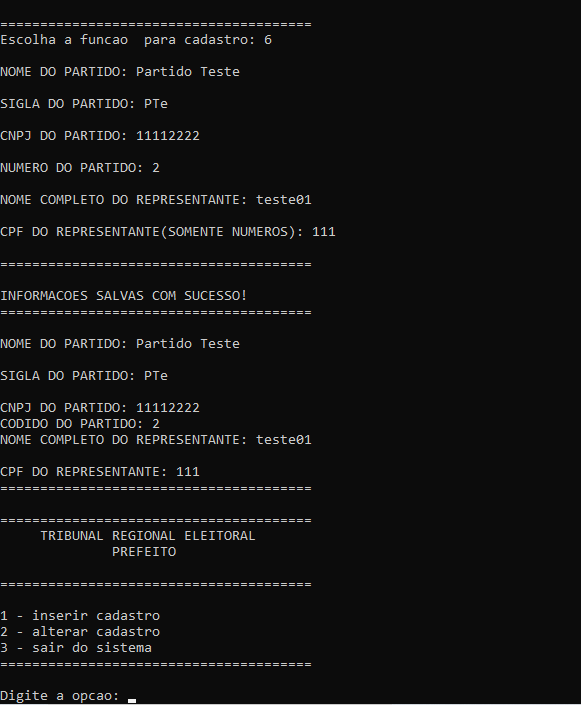 =======================================
Escolha a funcao  para cadastro: 6
NOME DO PARTIDO: Partido Teste
SIGLA DO PARTIDO: PTe
CNPJ DO PARTIDO: 11112222
NUMERO DO PARTIDO: 2
NOME COMPLETO DO REPRESENTANTE: teste01
CPF DO REPRESENTANTE(SOMENTE NUMEROS): 111
=======================================
INFORMACOES SALVAS COM SUCESSO!
=======================================
NOME DO PARTIDO: Partido Teste
SIGLA DO PARTIDO: PTe
CNPJ DO PARTIDO: 11112222
CODIDO DO PARTIDO: 2
NOME COMPLETO DO REPRESENTANTE: teste01
CPF DO REPRESENTANTE: 111
=======================================
=======================================
TRIBUNAL REGIONAL ELEITORAL
PREFEITO
=======================================
1 - inserir cadastro
2 - alterar cadastro
3 - sair do sistema
=======================================
Digite a opcao: